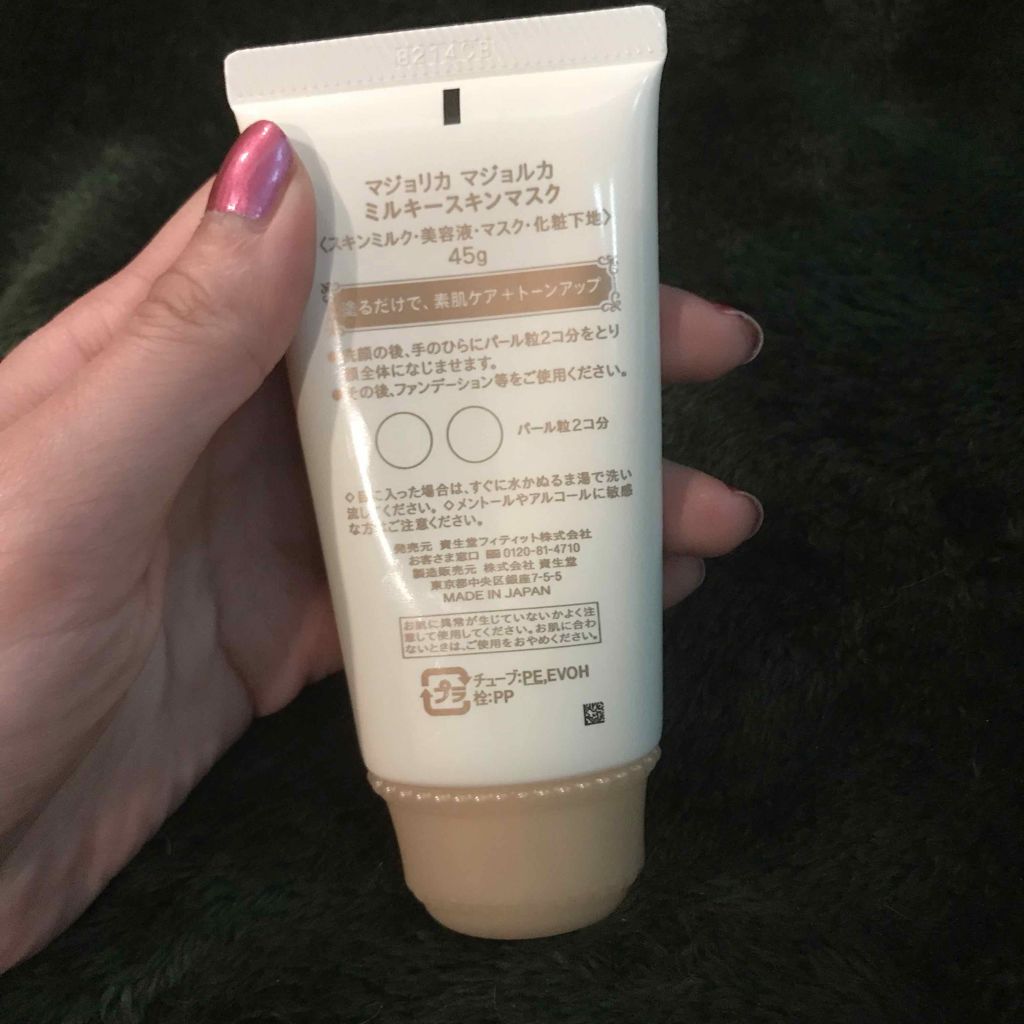 8214CB
マジョリカ マジョルカ
ミルキースキンマスク
〈スキンミルク・美容液・マスク・化粧下地〉
45g
塗るだけで、素肌ケア+トーンアップ
●洗顔の後、手のひらにパール粒2コ分をとり
顔全体になじませます。
●その後、ファンデーション等をご使用ください。
パール粒2コ分
◇目に入った場合は、すぐに水かぬるま湯で洗い
流してください。◇メントールやアルコールに敏感
な方はご注意ください。
発売元 資生堂フィティット株式会社
お客さま窓口 0120-81-4710
製造販売元 株式会社 資生堂
東京都中央区銀座7-5-5
MADE IN JAPAN
お肌に異常が生じていないかよく注
意して使用してください。お肌に合わ
ないときは、ご使用をおやめください。
プラ チューブ:PE,EVOH
栓:PP